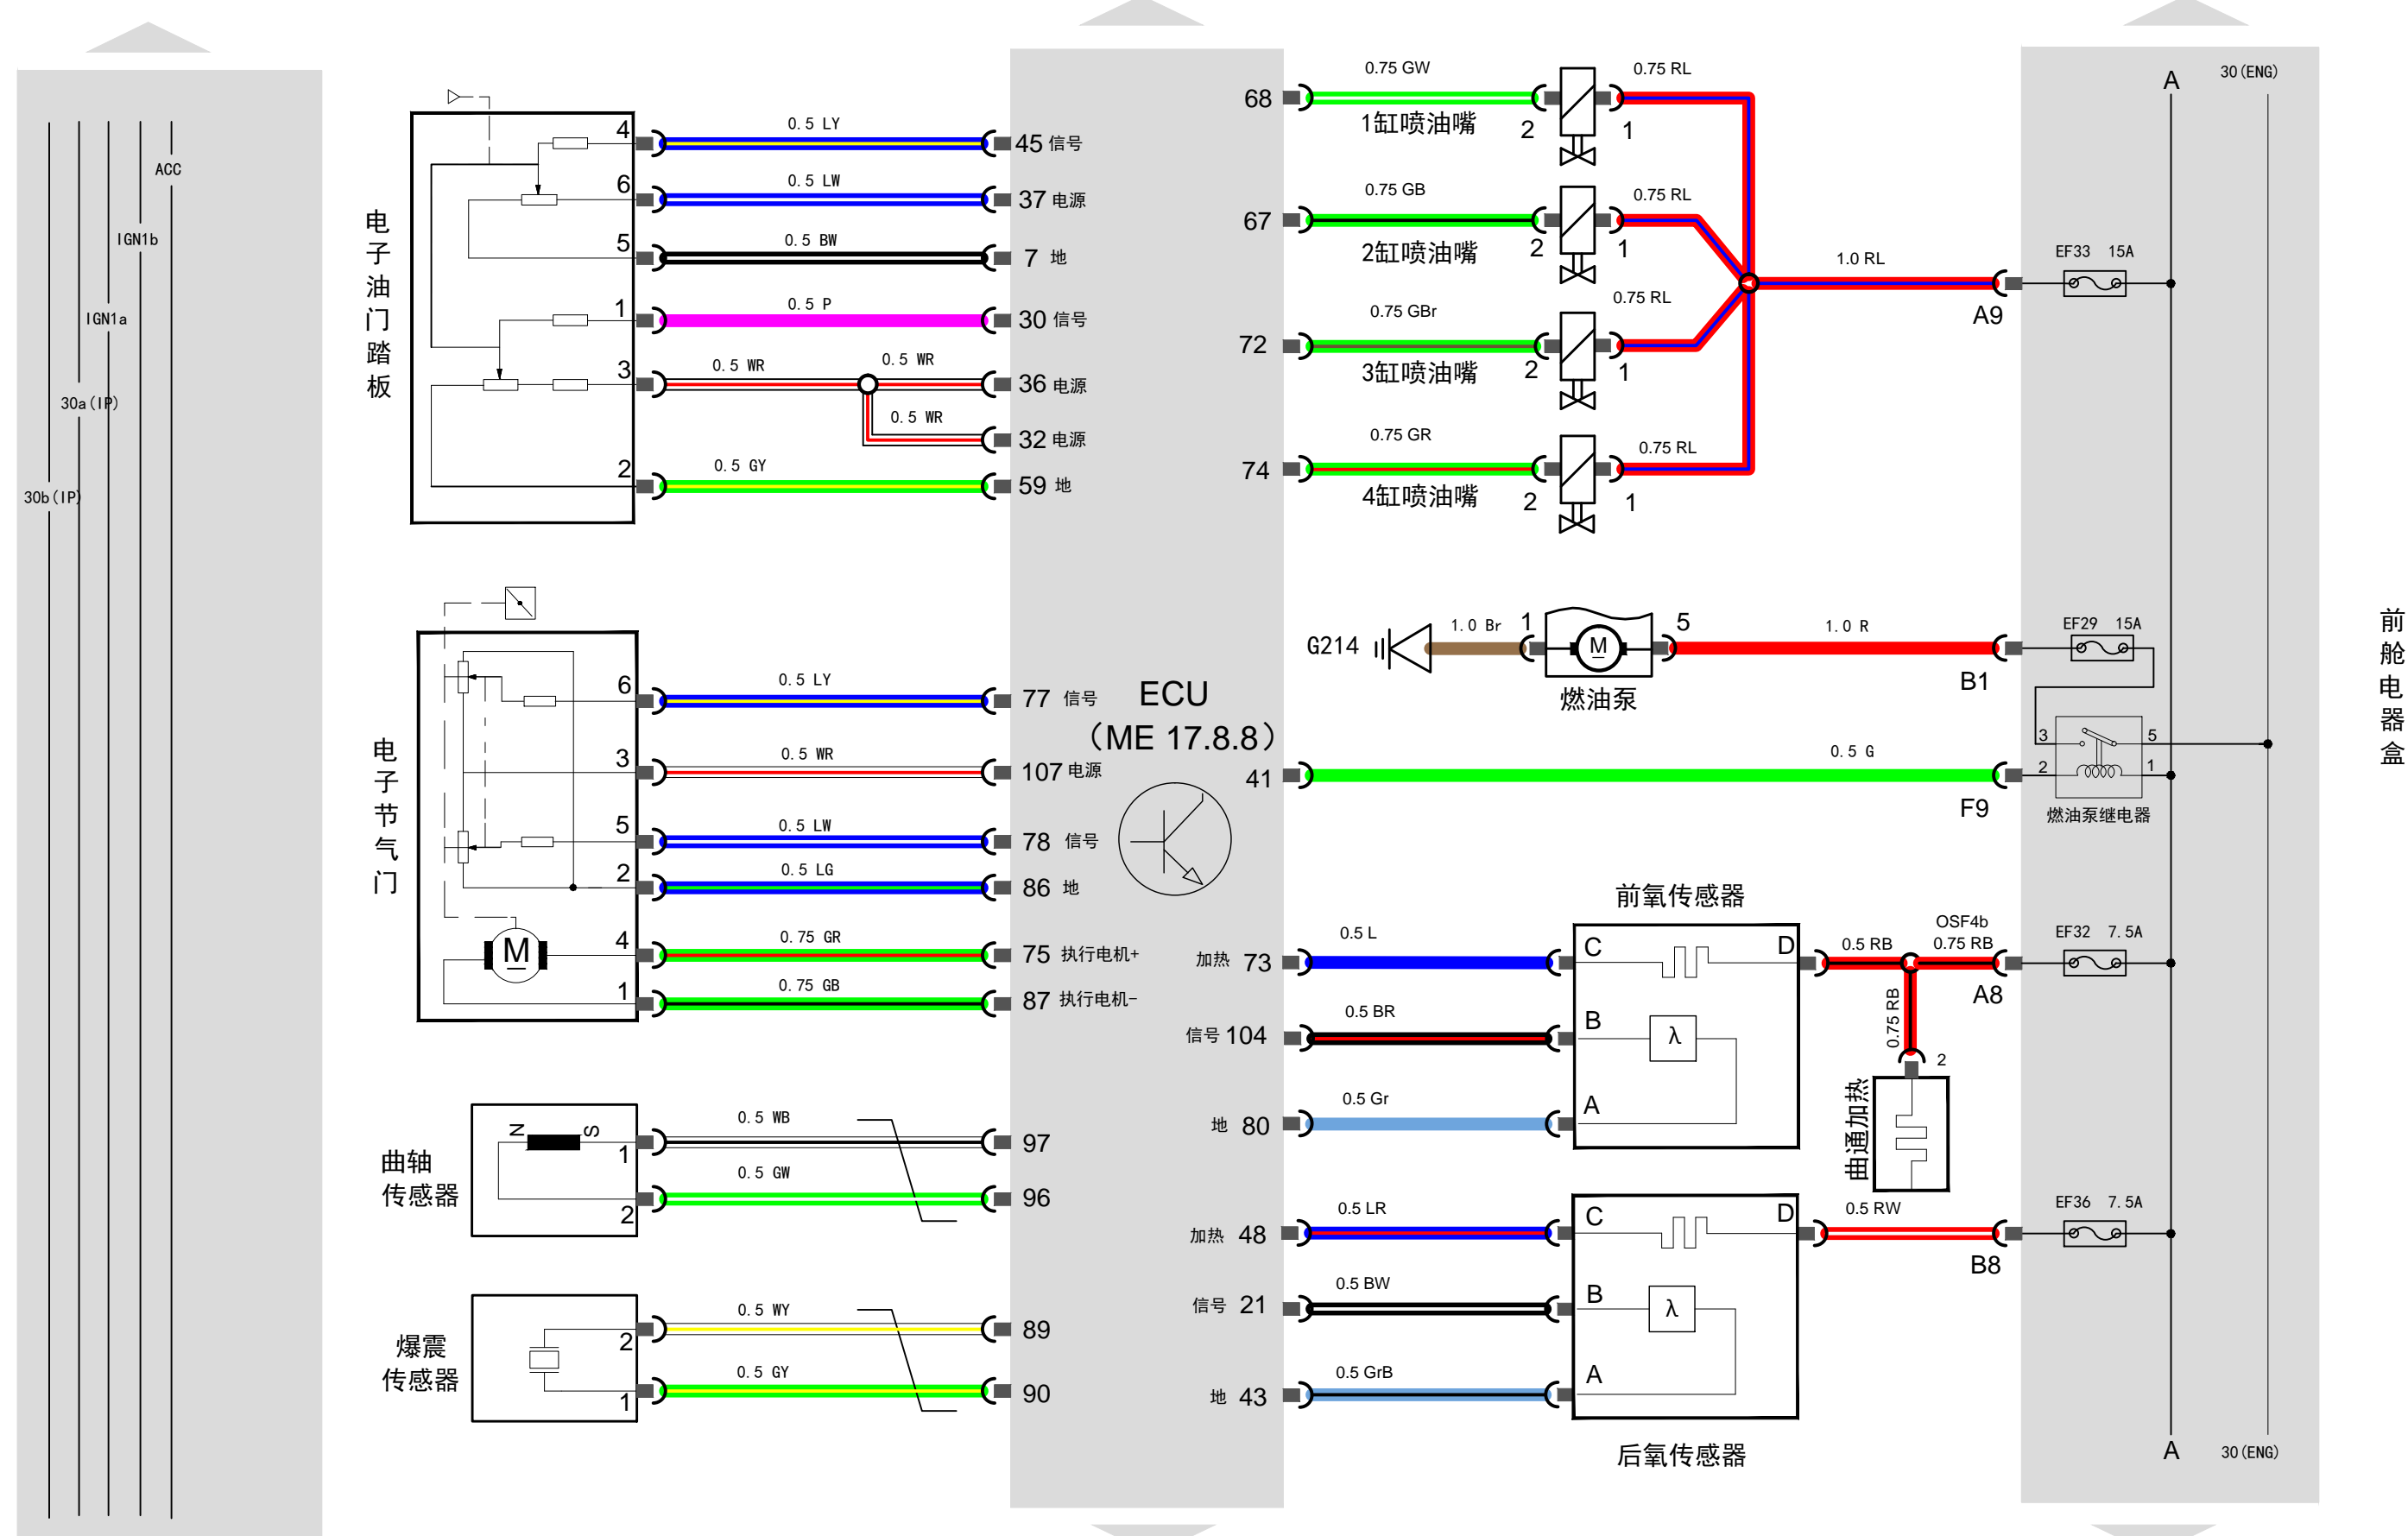 ACC
IGN1b
IGN1a
30a(IP)
30b(IP)
电子油门踏板
4
0.5 LY
45 信号
6
0.5 LW
37 电源
5
0.5 BW
7 地
1
0.5 P
30 信号
3
0.5 WR
0.5 WR
36 电源
0.5 WR
32 电源
2
0.5 GY
59 地
电子节气门
6
0.5 LY
77 信号
3
0.5 WR
107 电源
5
0.5 LW
78 信号
2
0.5 LG
86 地
M
4
0.75 GR
75 执行电机+
1
0.75 GB
87 执行电机-
曲轴
传感器
N
S
1
0.5 WB
97
2
0.5 GW
96
爆震
传感器
2
0.5 WY
89
1
0.5 GY
90
ECU
（ME 17.8.8）
68
0.75 GW
1缸喷油嘴
2
1
0.75 RL
67
0.75 GB
2缸喷油嘴
2
1
0.75 RL
72
0.75 GBr
3缸喷油嘴
2
1
0.75 RL
74
0.75 GR
4缸喷油嘴
2
1
0.75 RL
1.0 RL
A9
EF33 15A
G214
1.0 Br
1
M
燃油泵
5
1.0 R
B1
EF29 15A
41
0.5 G
F9
3
5
2
1
燃油泵继电器
前氧传感器
加热 73
0.5 L
C
D
0.5 RB
OSF4b
0.75 RB
A8
EF32 7.5A
信号 104
0.5 BR
B
λ
地 80
0.5 Gr
A
0.75 RB
2
曲通加热
加热 48
0.5 LR
C
D
0.5 RW
B8
EF36 7.5A
信号 21
0.5 BW
B
λ
地 43
0.5 GrB
A
后氧传感器
A
30(ENG)
A
30(ENG)
前舱电器盒